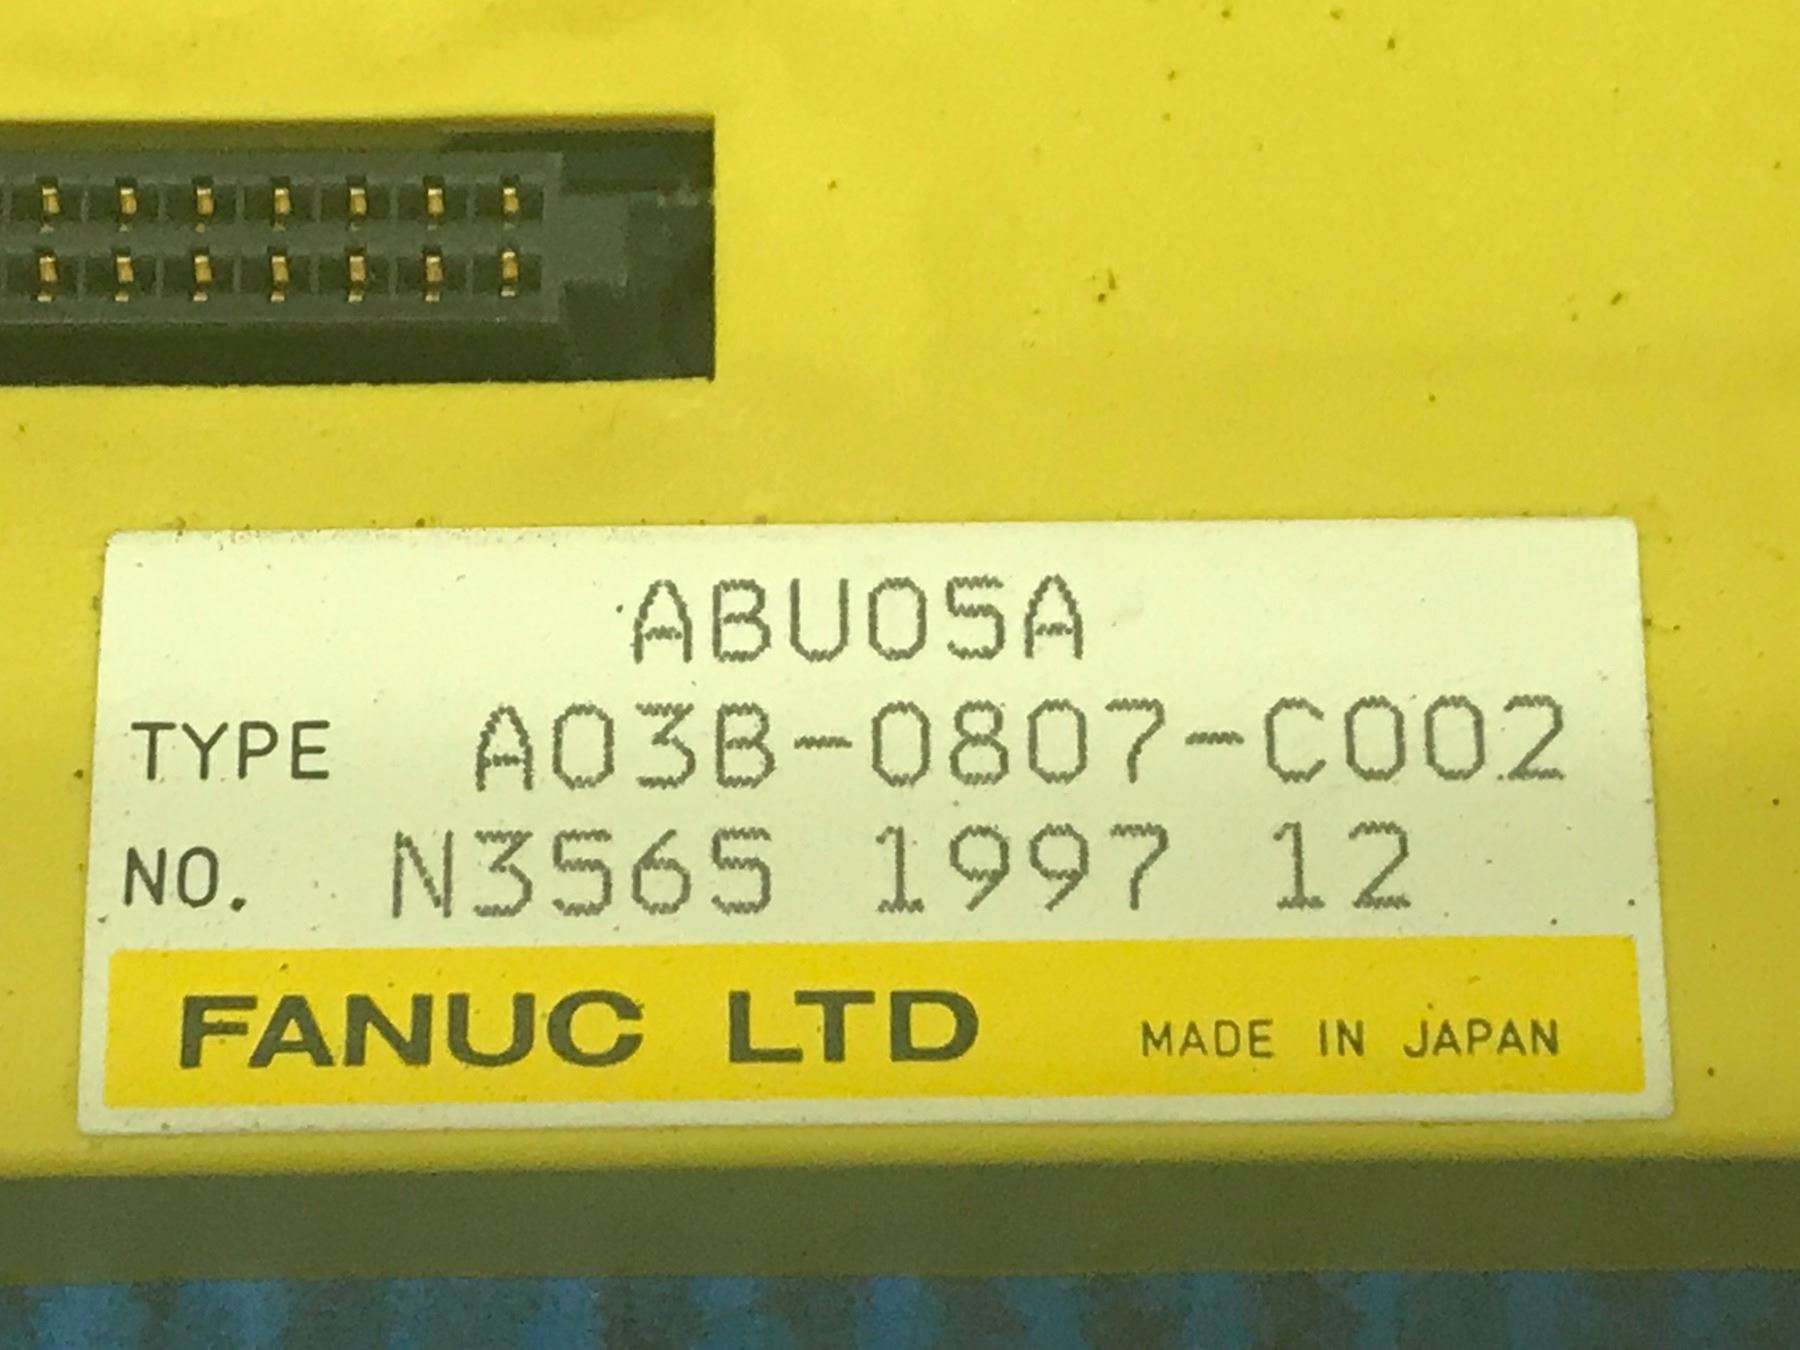 ABU05A
TYPE A03B-0807-C002
NO. N3565 1997 12
FANUC LTD MADE IN JAPAN